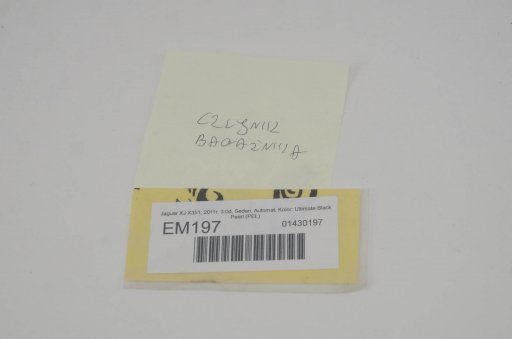 CZUJNIK
BAGAŻNIKA
Jaguar XJ X351, 2011r. 3.0d, Sedan, Automat, Kolor: Ultimate Black
Pearl (PEL)
EM197 01430197